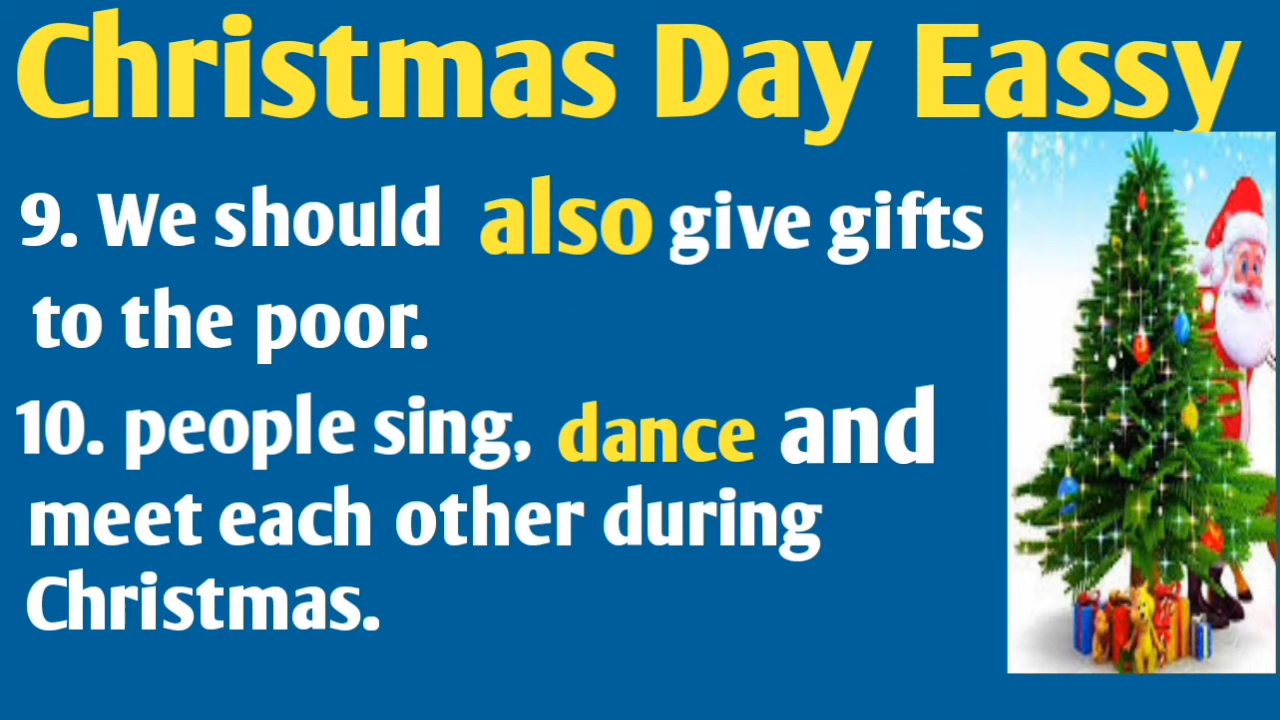 Christmas Day Eassy
9. We should also give gifts
to the poor.
10. people sing, dance and
meet each other during
Christmas.